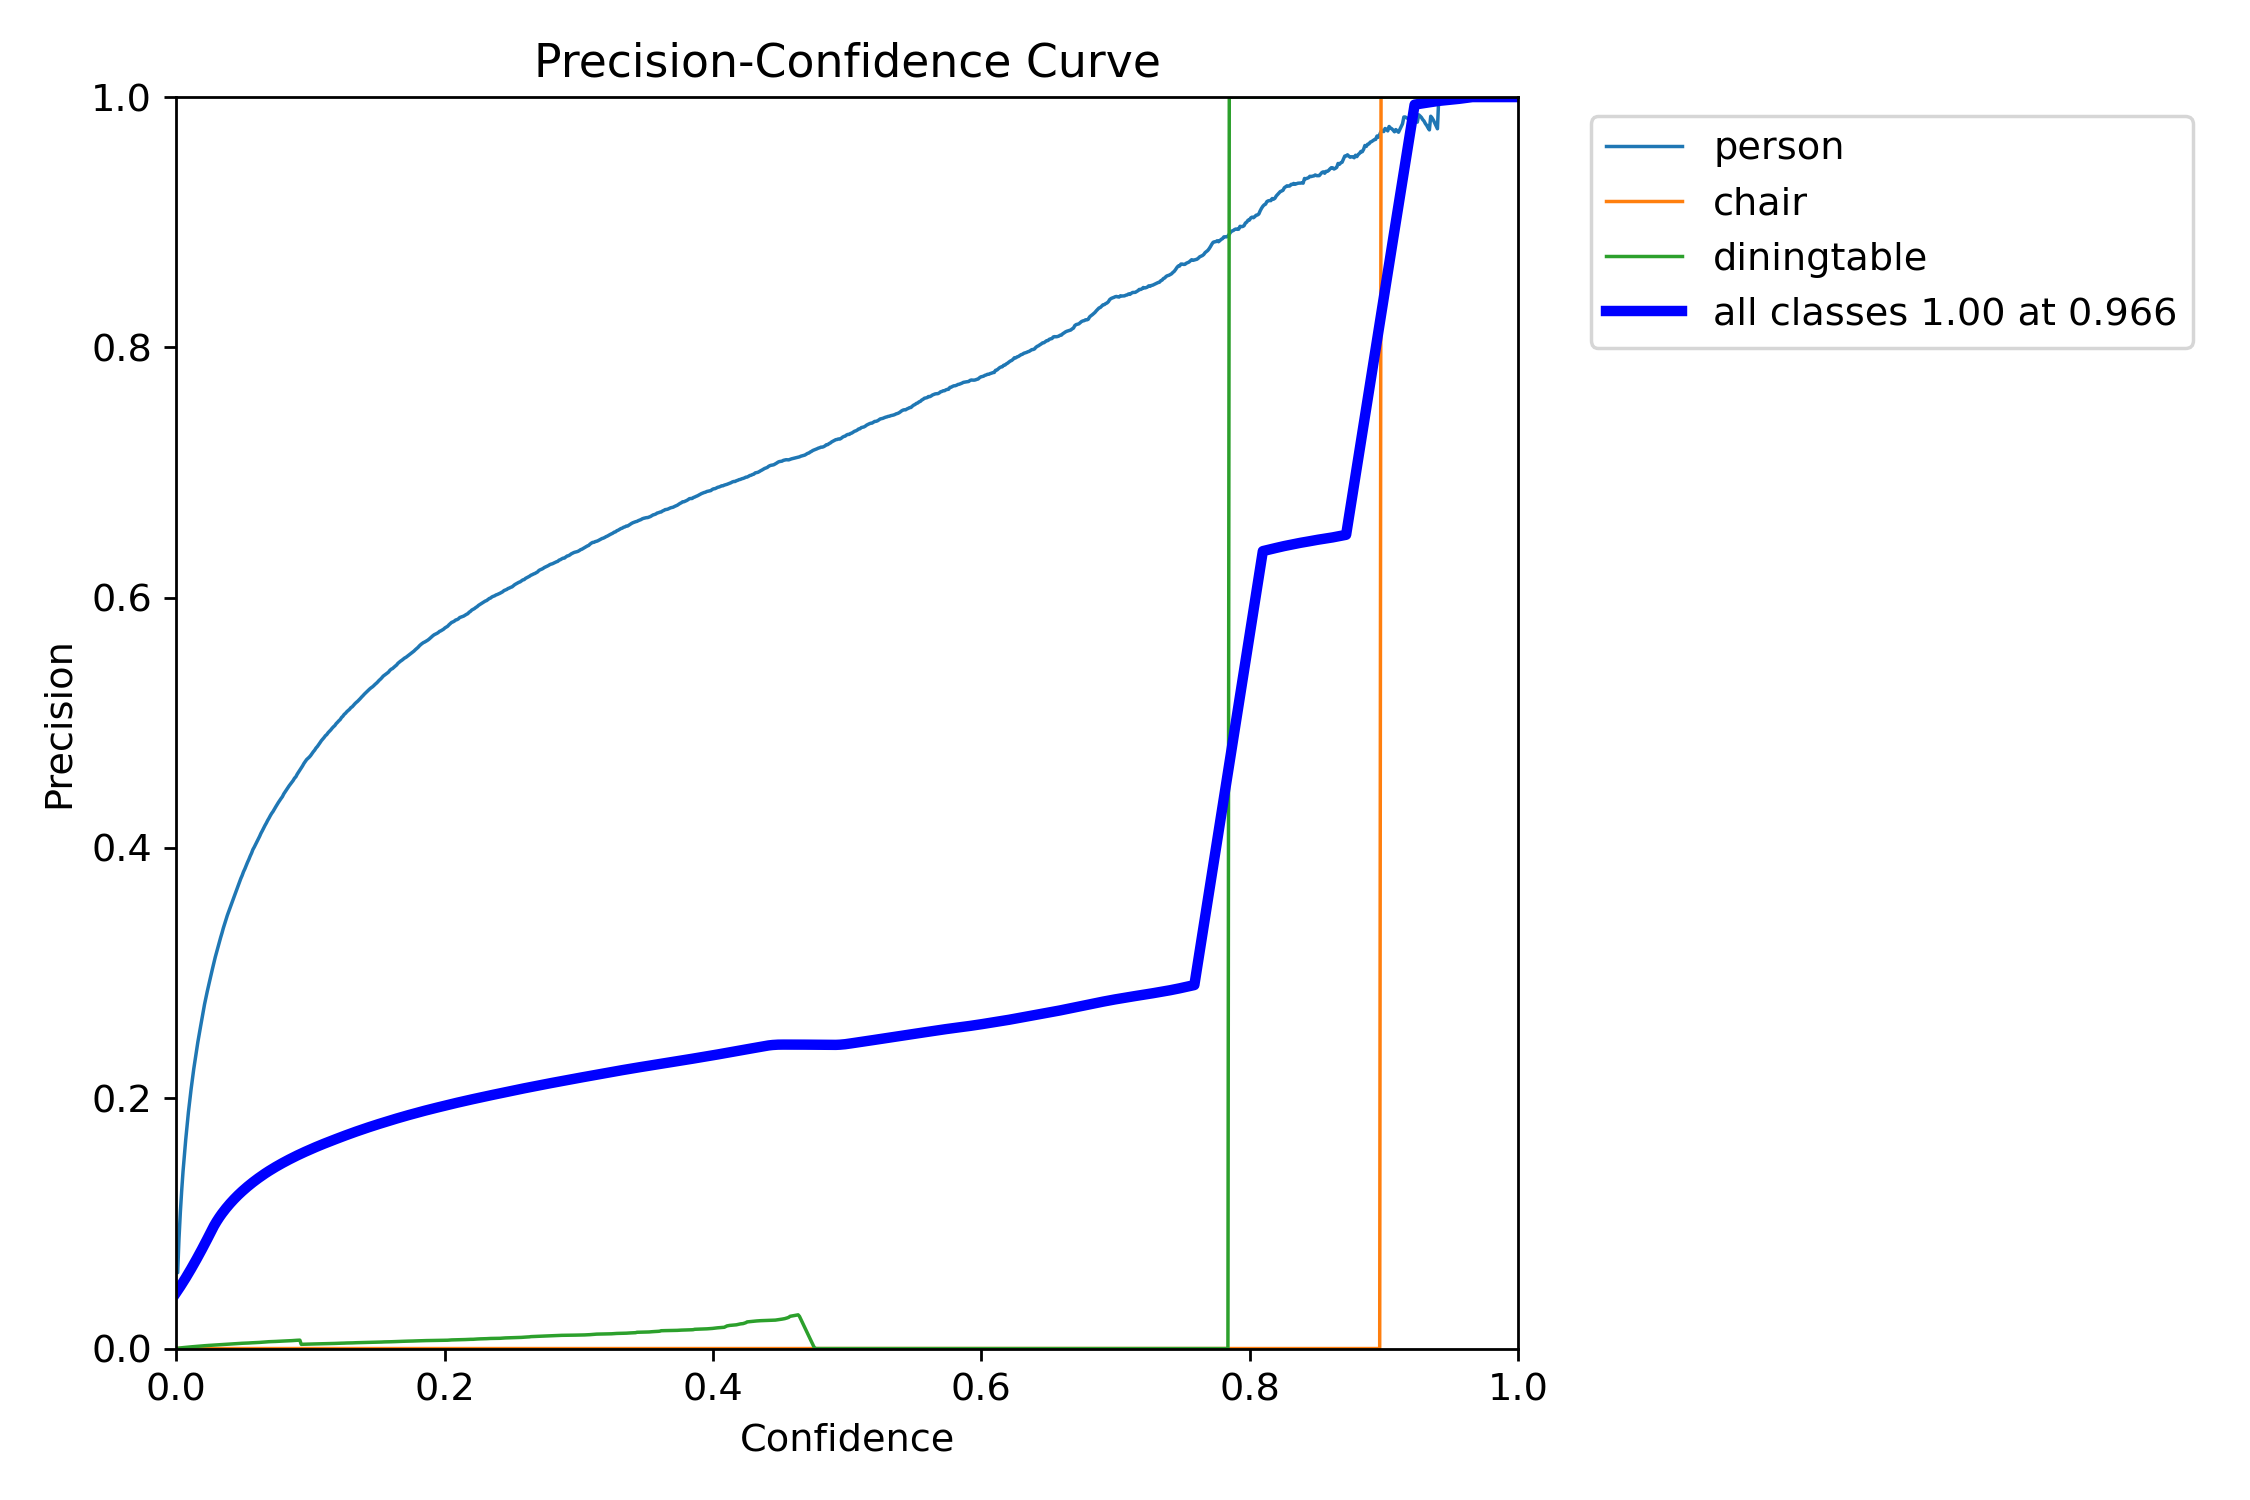 Precision-Confidence Curve
1.0
0.8
0.6
0.4
0.2
0.0
Precision
0.0 0.2 0.4 0.6 0.8 1.0
Confidence
person
chair
diningtable
all classes 1.00 at 0.966